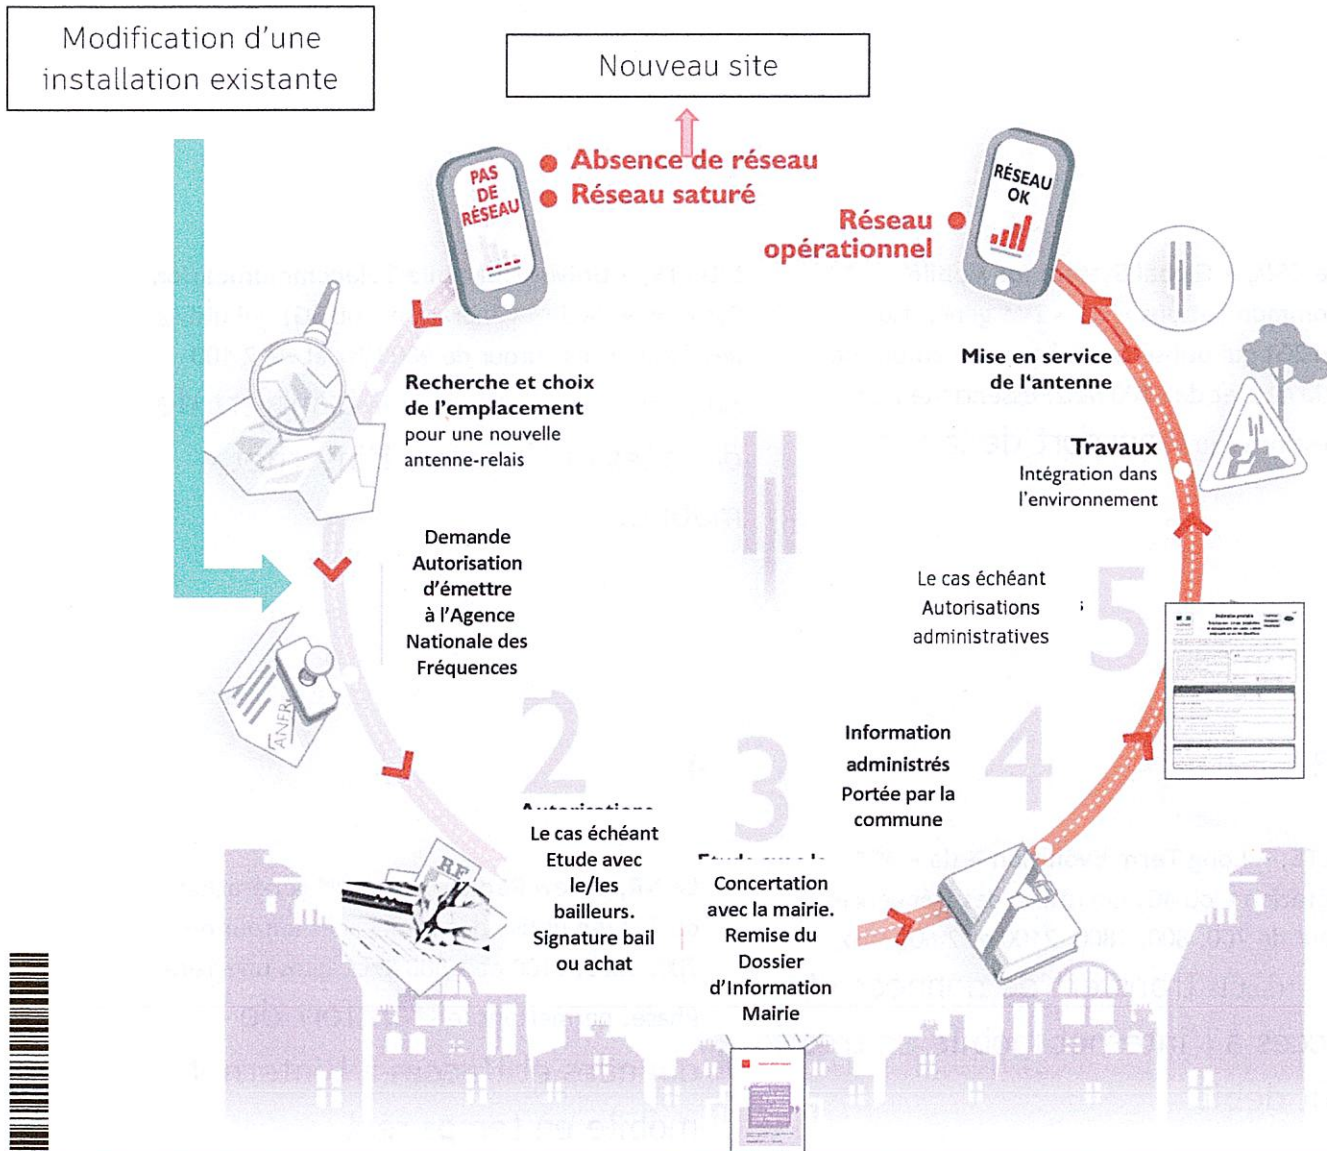 Modification d'une
installation existante
Nouveau site
PAS
DE
RÉSEAU
Absence de réseau
Réseau saturé
RÉSEAU
OK
Réseau
opérationnel
Recherche et choix
de l'emplacement
pour une nouvelle
antenne-relais
Mise en service
de l'antenne
Travaux
Intégration dans
l'environnement
Demande
Autorisation
d'émettre
à l'Agence
Nationale des
Fréquences
ANFR
Le cas échéant
Autorisations
administratives
5
2
3
4
Information
administrés
Portée par la
commune
RF
Le cas échéant
Etude avec
le/les
bailleurs.
Signature bail
ou achat
Concertation
avec la mairie.
Remise du
Dossier
d'Information
Mairie